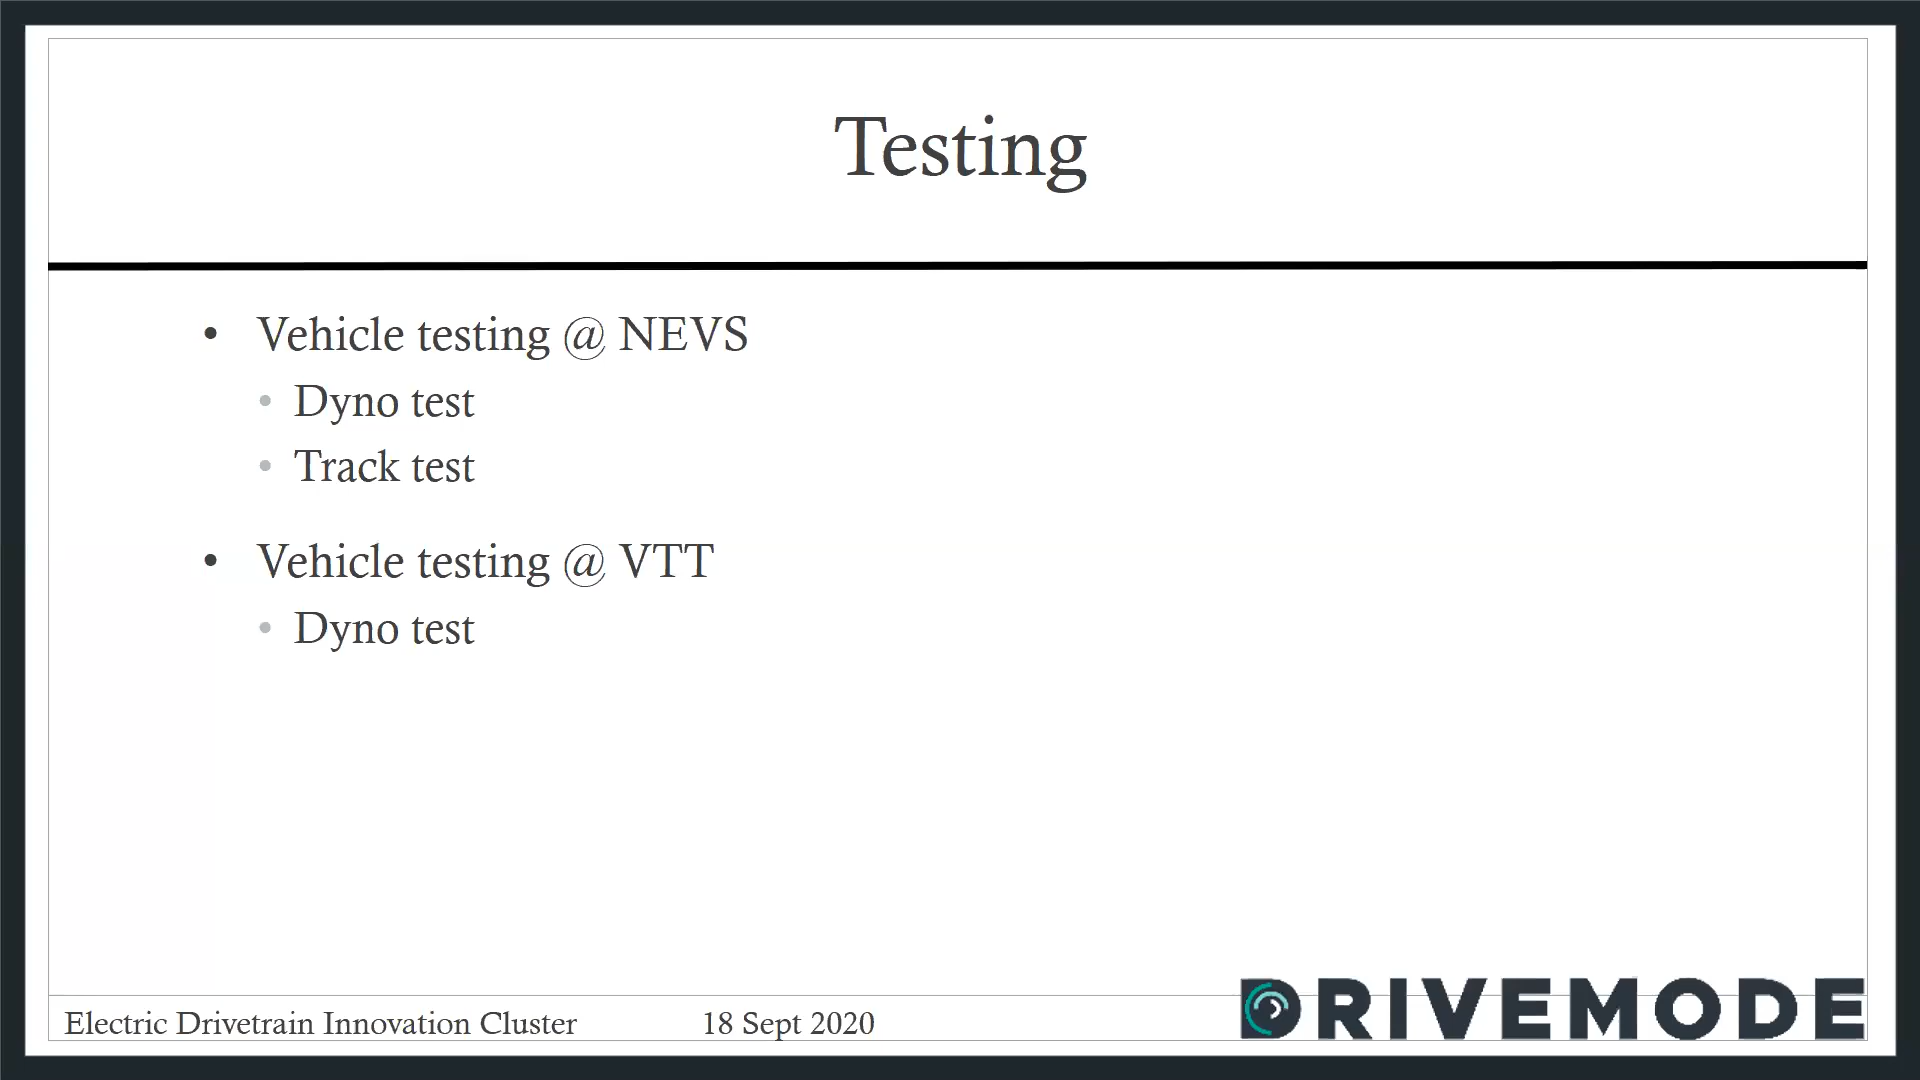 Testing
• Vehicle testing @ NEVS
• Dyno test
• Track test
• Vehicle testing @ VTT
• Dyno test
Electric Drivetrain Innovation Cluster 18 Sept 2020
DRIVEMODE